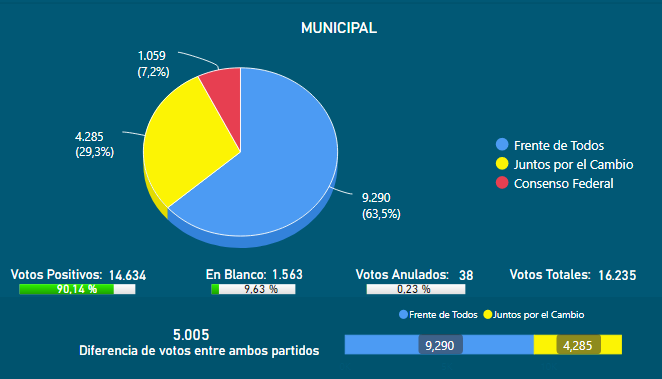 MUNICIPAL
1.059
(7,2%)
4.285
(29,3%)
9.290
(63,5%)
Frente de Todos
Juntos por el Cambio
Consenso Federal
Votos Positivos: 14.634
90,14 %
En Blanco: 1.563
9,63 %
Votos Anulados: 38
0,23 %
Votos Totales: 16.235
Frente de Todos Juntos por el Cambio
5.005
Diferencia de votos entre ambos partidos
9,290 4,285